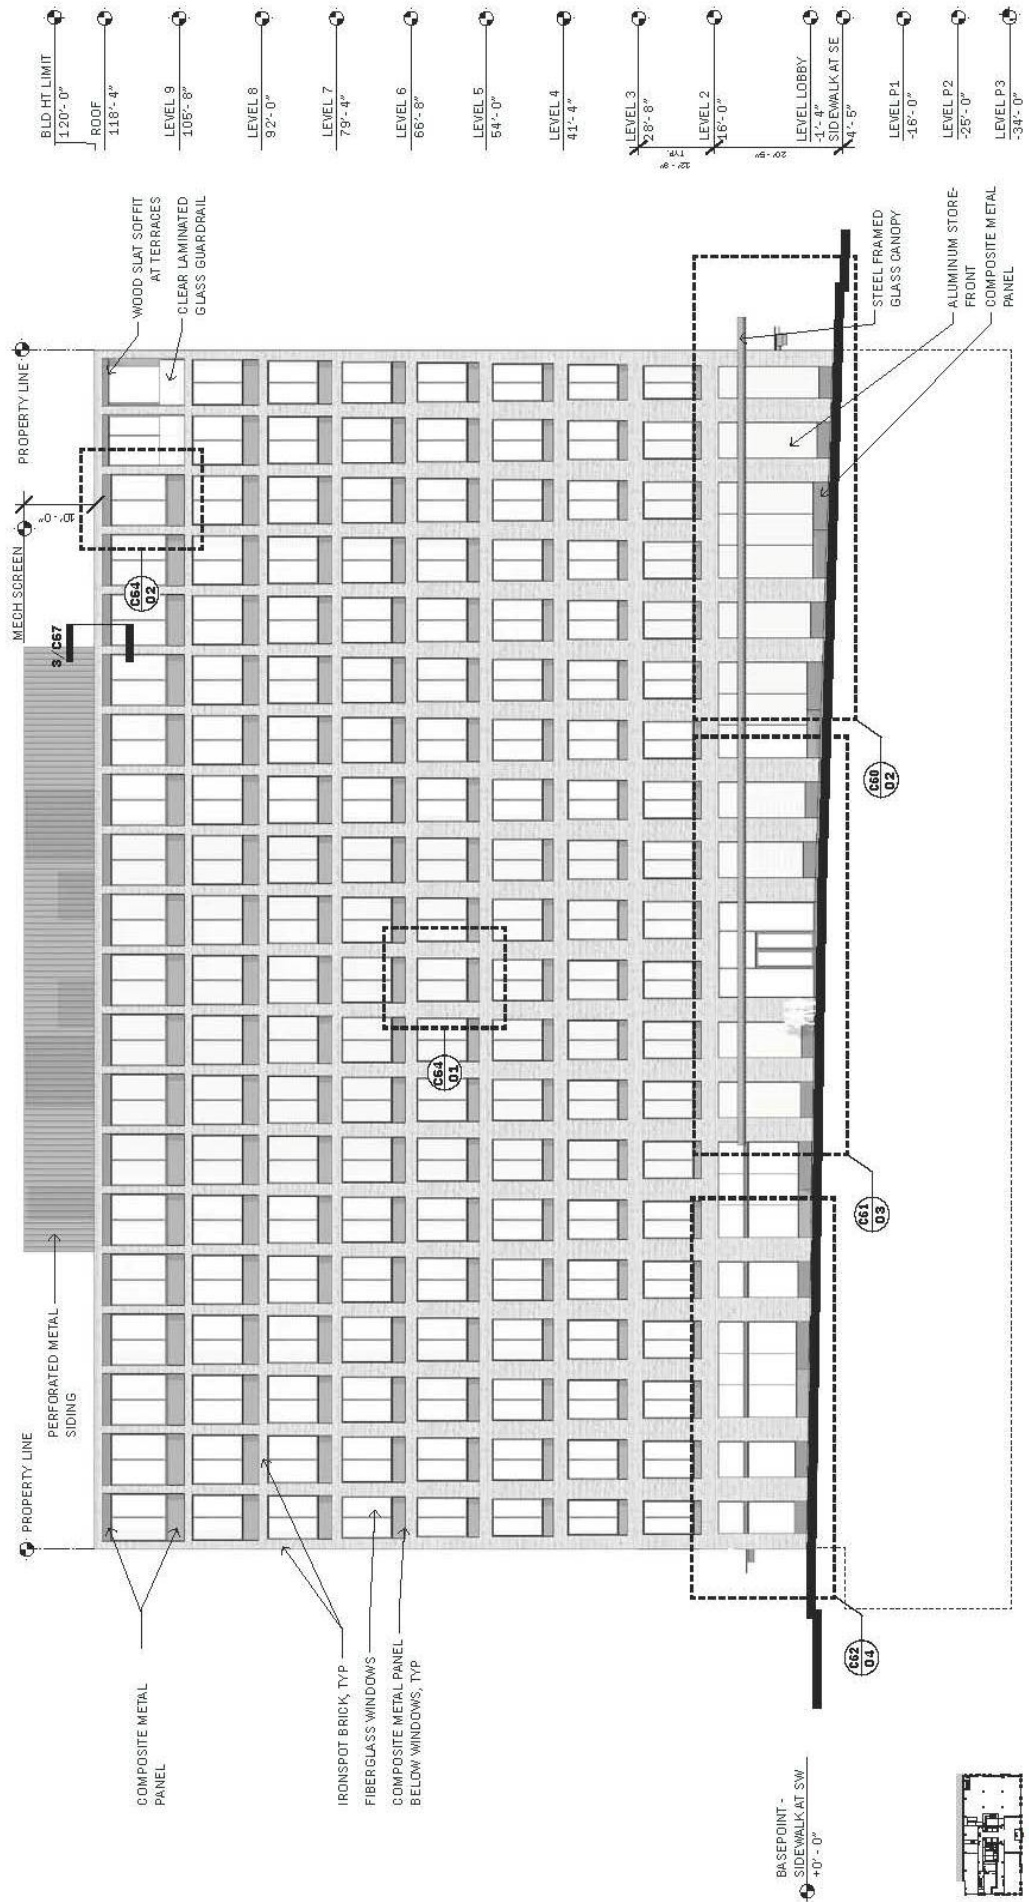 BLD HT LIMIT
120'- 0"
ROOF
118'- 4"
LEVEL 9
105'- 8"
LEVEL 8
92'- 0"
LEVEL 7
79'- 4"
LEVEL 6
66'- 8"
LEVEL 5
54'- 0"
LEVEL 4
41'- 4"
LEVEL 3
28'- 8"
LEVEL 2
16'- 0"
LEVEL LOBBY
-1'- 4"
SIDEWALK AT SE
4'- 5"
LEVEL P1
-16'- 0"
LEVEL P2
-25'- 0"
LEVEL P3
-34'- 0"
12'- 8"
TYP.
20'- 5"
WOOD SLAT SOFFIT
AT TERRACES
CLEAR LAMINATED
GLASS GUARDRAIL
STEEL FRAMED
GLASS CANOPY
ALUMINUM STORE-
FRONT
COMPOSITE METAL
PANEL
PROPERTY LINE
10'- 0"
MECH SCREEN
3/C67
C64
02
C64
01
C60
02
C61
03
C62
04
PERFORATED METAL
SIDING
PROPERTY LINE
COMPOSITE METAL
PANEL
IRONSPOT BRICK, TYP
FIBERGLASS WINDOWS
COMPOSITE METAL PANEL
BELOW WINDOWS, TYP
BASEPOINT -
SIDEWALK AT SW
+0'- 0"